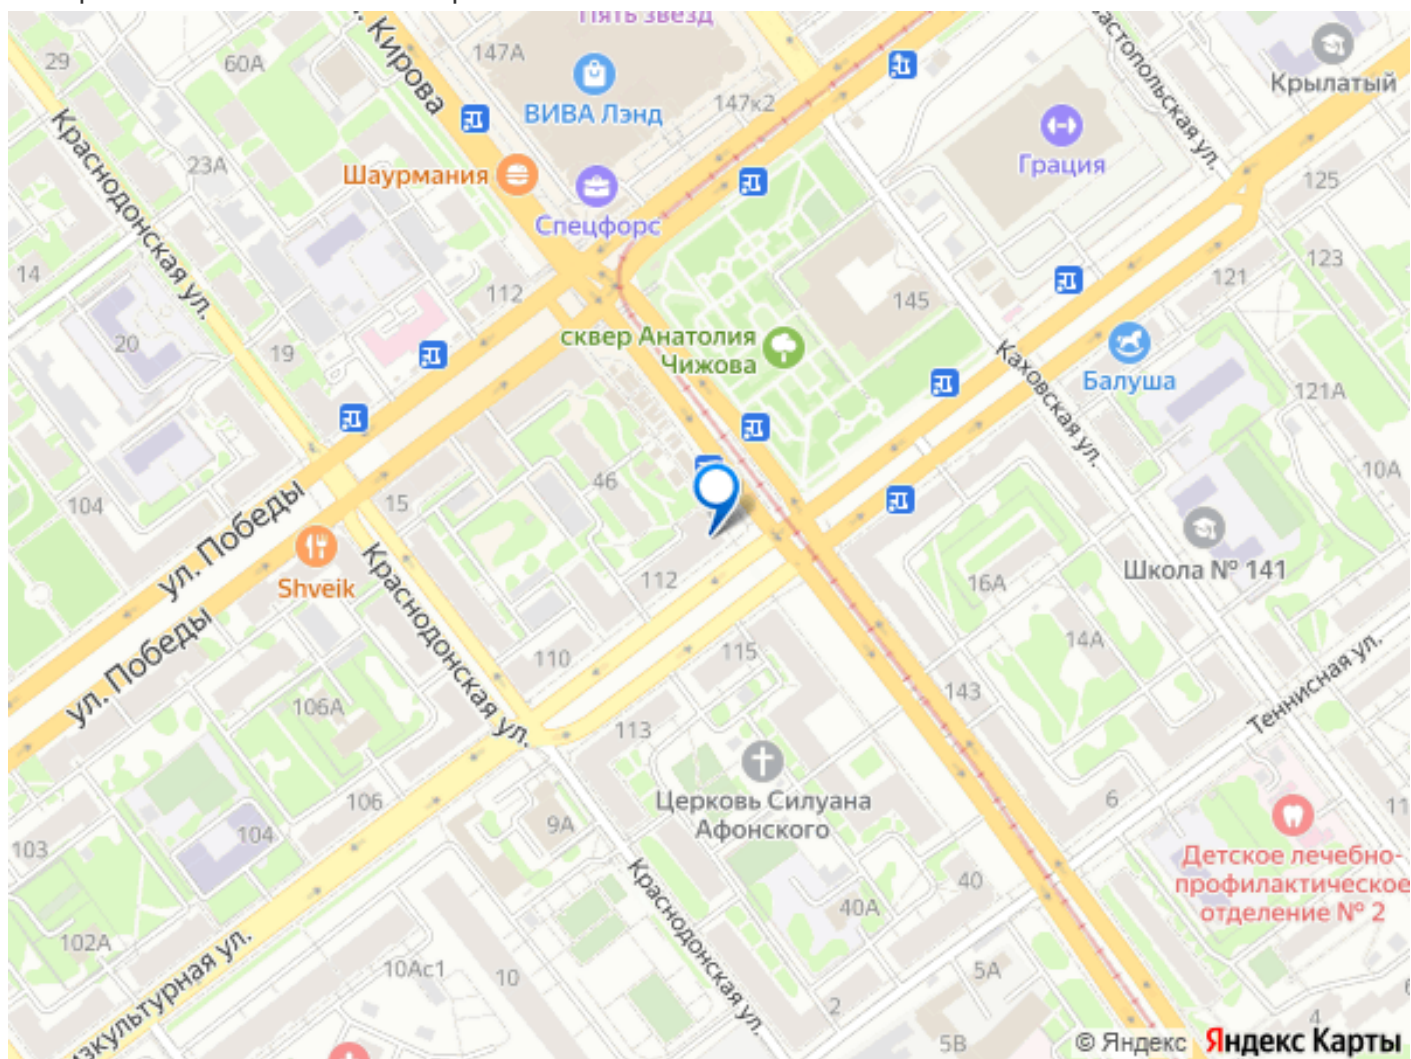 Пять звёзд
29
60А
147А
ул. Кирова
ВИВА Лэнд
147к2
Крылатый
Грация
125
Краснодонская ул.
23А
Шаурмания
Спецфорс
14
112
121
123
145
20
19
сквер Анатолия
Чижова
Каховская ул.
Балуша
121А
10А
104
15
46
ул. Победы
Shveik
112
Школа № 141
16А
14А
ул. Победы
Краснодонская ул.
110
115
143
Теннисная ул.
106А
113
Церковь Силуана
Афонского
106
6
103
104
9А
Детское лечебно-
профилактическое
отделение № 2
40
40А
Краснодонская ул.
102А
10Ас1
10
5А
2
5В
4
© Яндекс Яндекс Карты